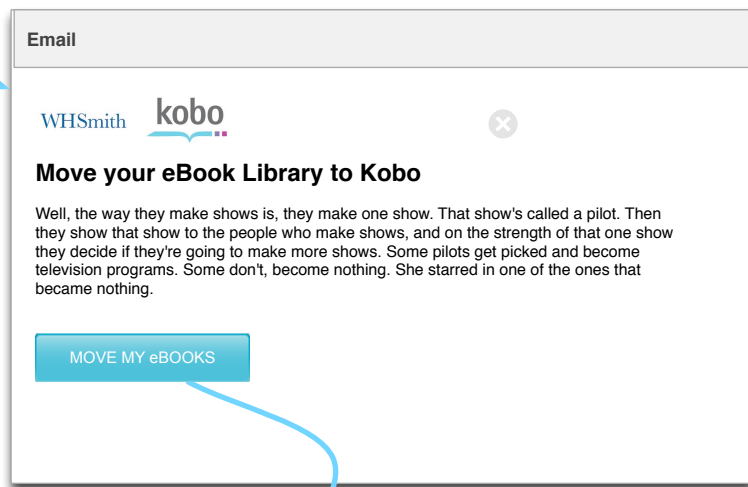 Email
WHSmith kobo
Move your eBook Library to Kobo
Well, the way they make shows is, they make one show. That show's called a pilot. Then
they show that show to the people who make shows, and on the strength of that one show
they decide if they're going to make more shows. Some pilots get picked and become
television programs. Some don't, become nothing. She starred in one of the ones that
became nothing.
MOVE MY eBOOKS